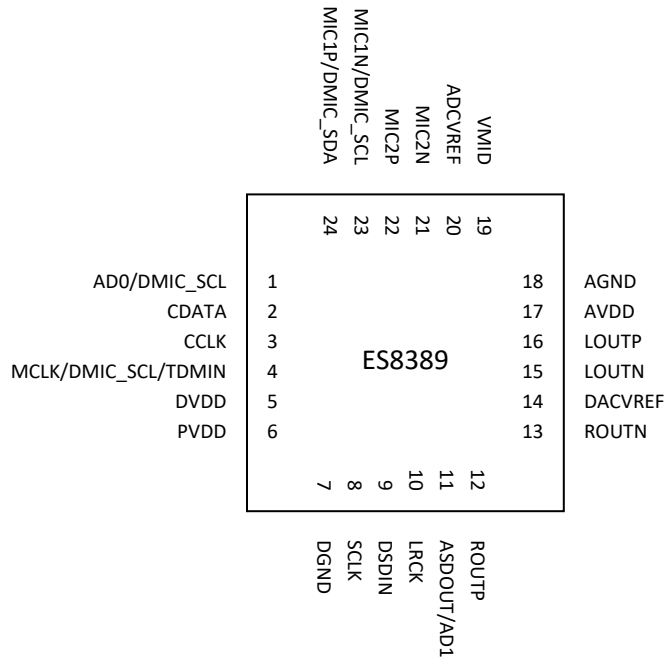 MIC1P/DMIC_SDA
MIC1N/DMIC_SCL
MIC2P
MIC2N
ADCVREF
VMID
24
23
22
21
20
19
AD0/DMIC_SCL 1
CDATA 2
CCLK 3
MCLK/DMIC_SCL/TDMIN 4
DVDD 5
PVDD 6
ES8389
18 AGND
17 AVDD
16 LOUTP
15 LOUTN
14 DACVREF
13 ROUTN
7
8
9
10
11
12
DGND
SCLK
DSDIN
LRCK
ASDOUT/AD1
ROUTP